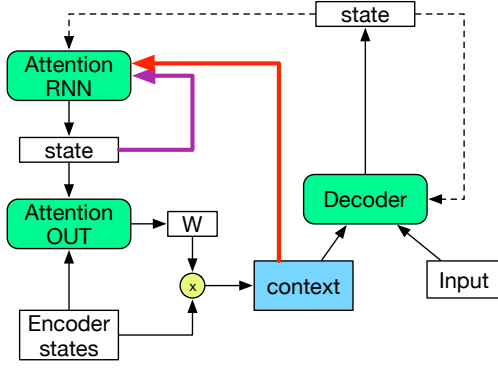 state
Attention
RNN
state
Decoder
Attention
OUT
W
x
context
Input
Encoder
states